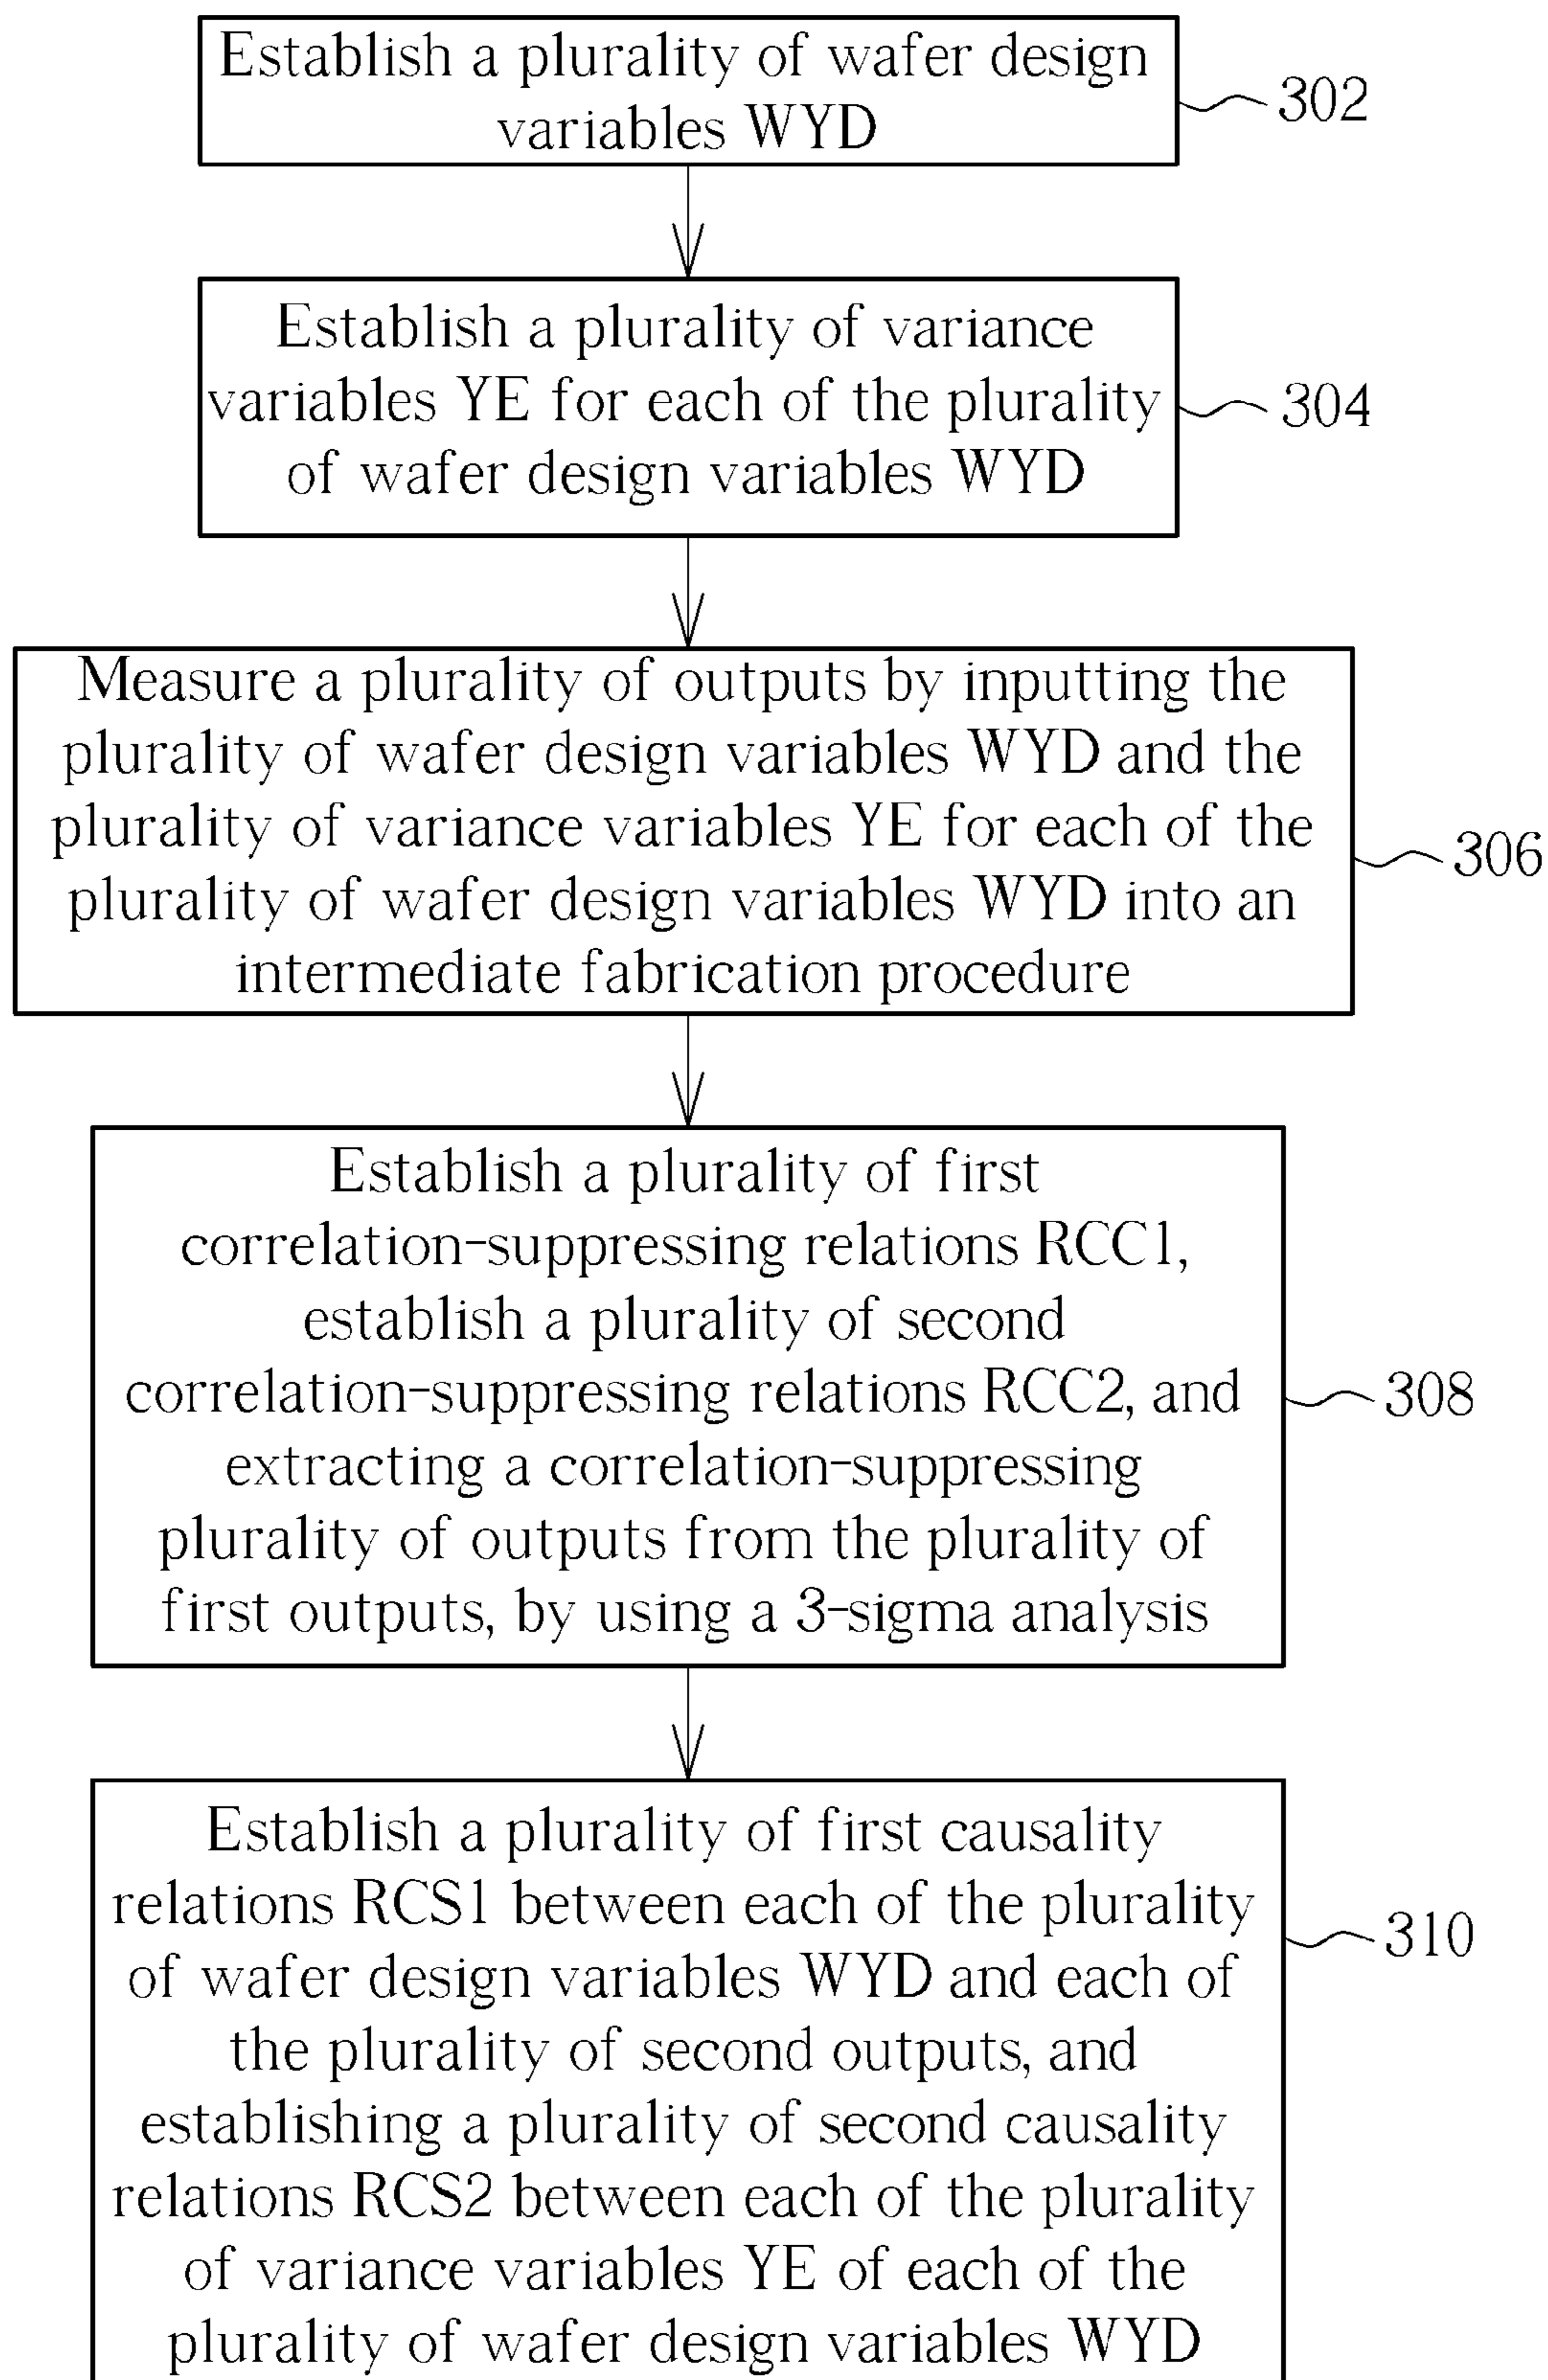 Establish a plurality of wafer design
variables WYD
302
Establish a plurality of variance
variables YE for each of the plurality
of wafer design variables WYD
304
Measure a plurality of outputs by inputting the
plurality of wafer design variables WYD and the
plurality of variance variables YE for each of the
plurality of wafer design variables WYD into an
intermediate fabrication procedure
306
Establish a plurality of first
correlation-suppressing relations RCC1,
establish a plurality of second
correlation-suppressing relations RCC2, and
extracting a correlation-suppressing
plurality of outputs from the plurality of
first outputs, by using a 3-sigma analysis
308
Establish a plurality of first causality
relations RCS1 between each of the plurality
of wafer design variables WYD and each of
the plurality of second outputs, and
establishing a plurality of second causality
relations RCS2 between each of the plurality
of variance variables YE of each of the
plurality of wafer design variables WYD
310